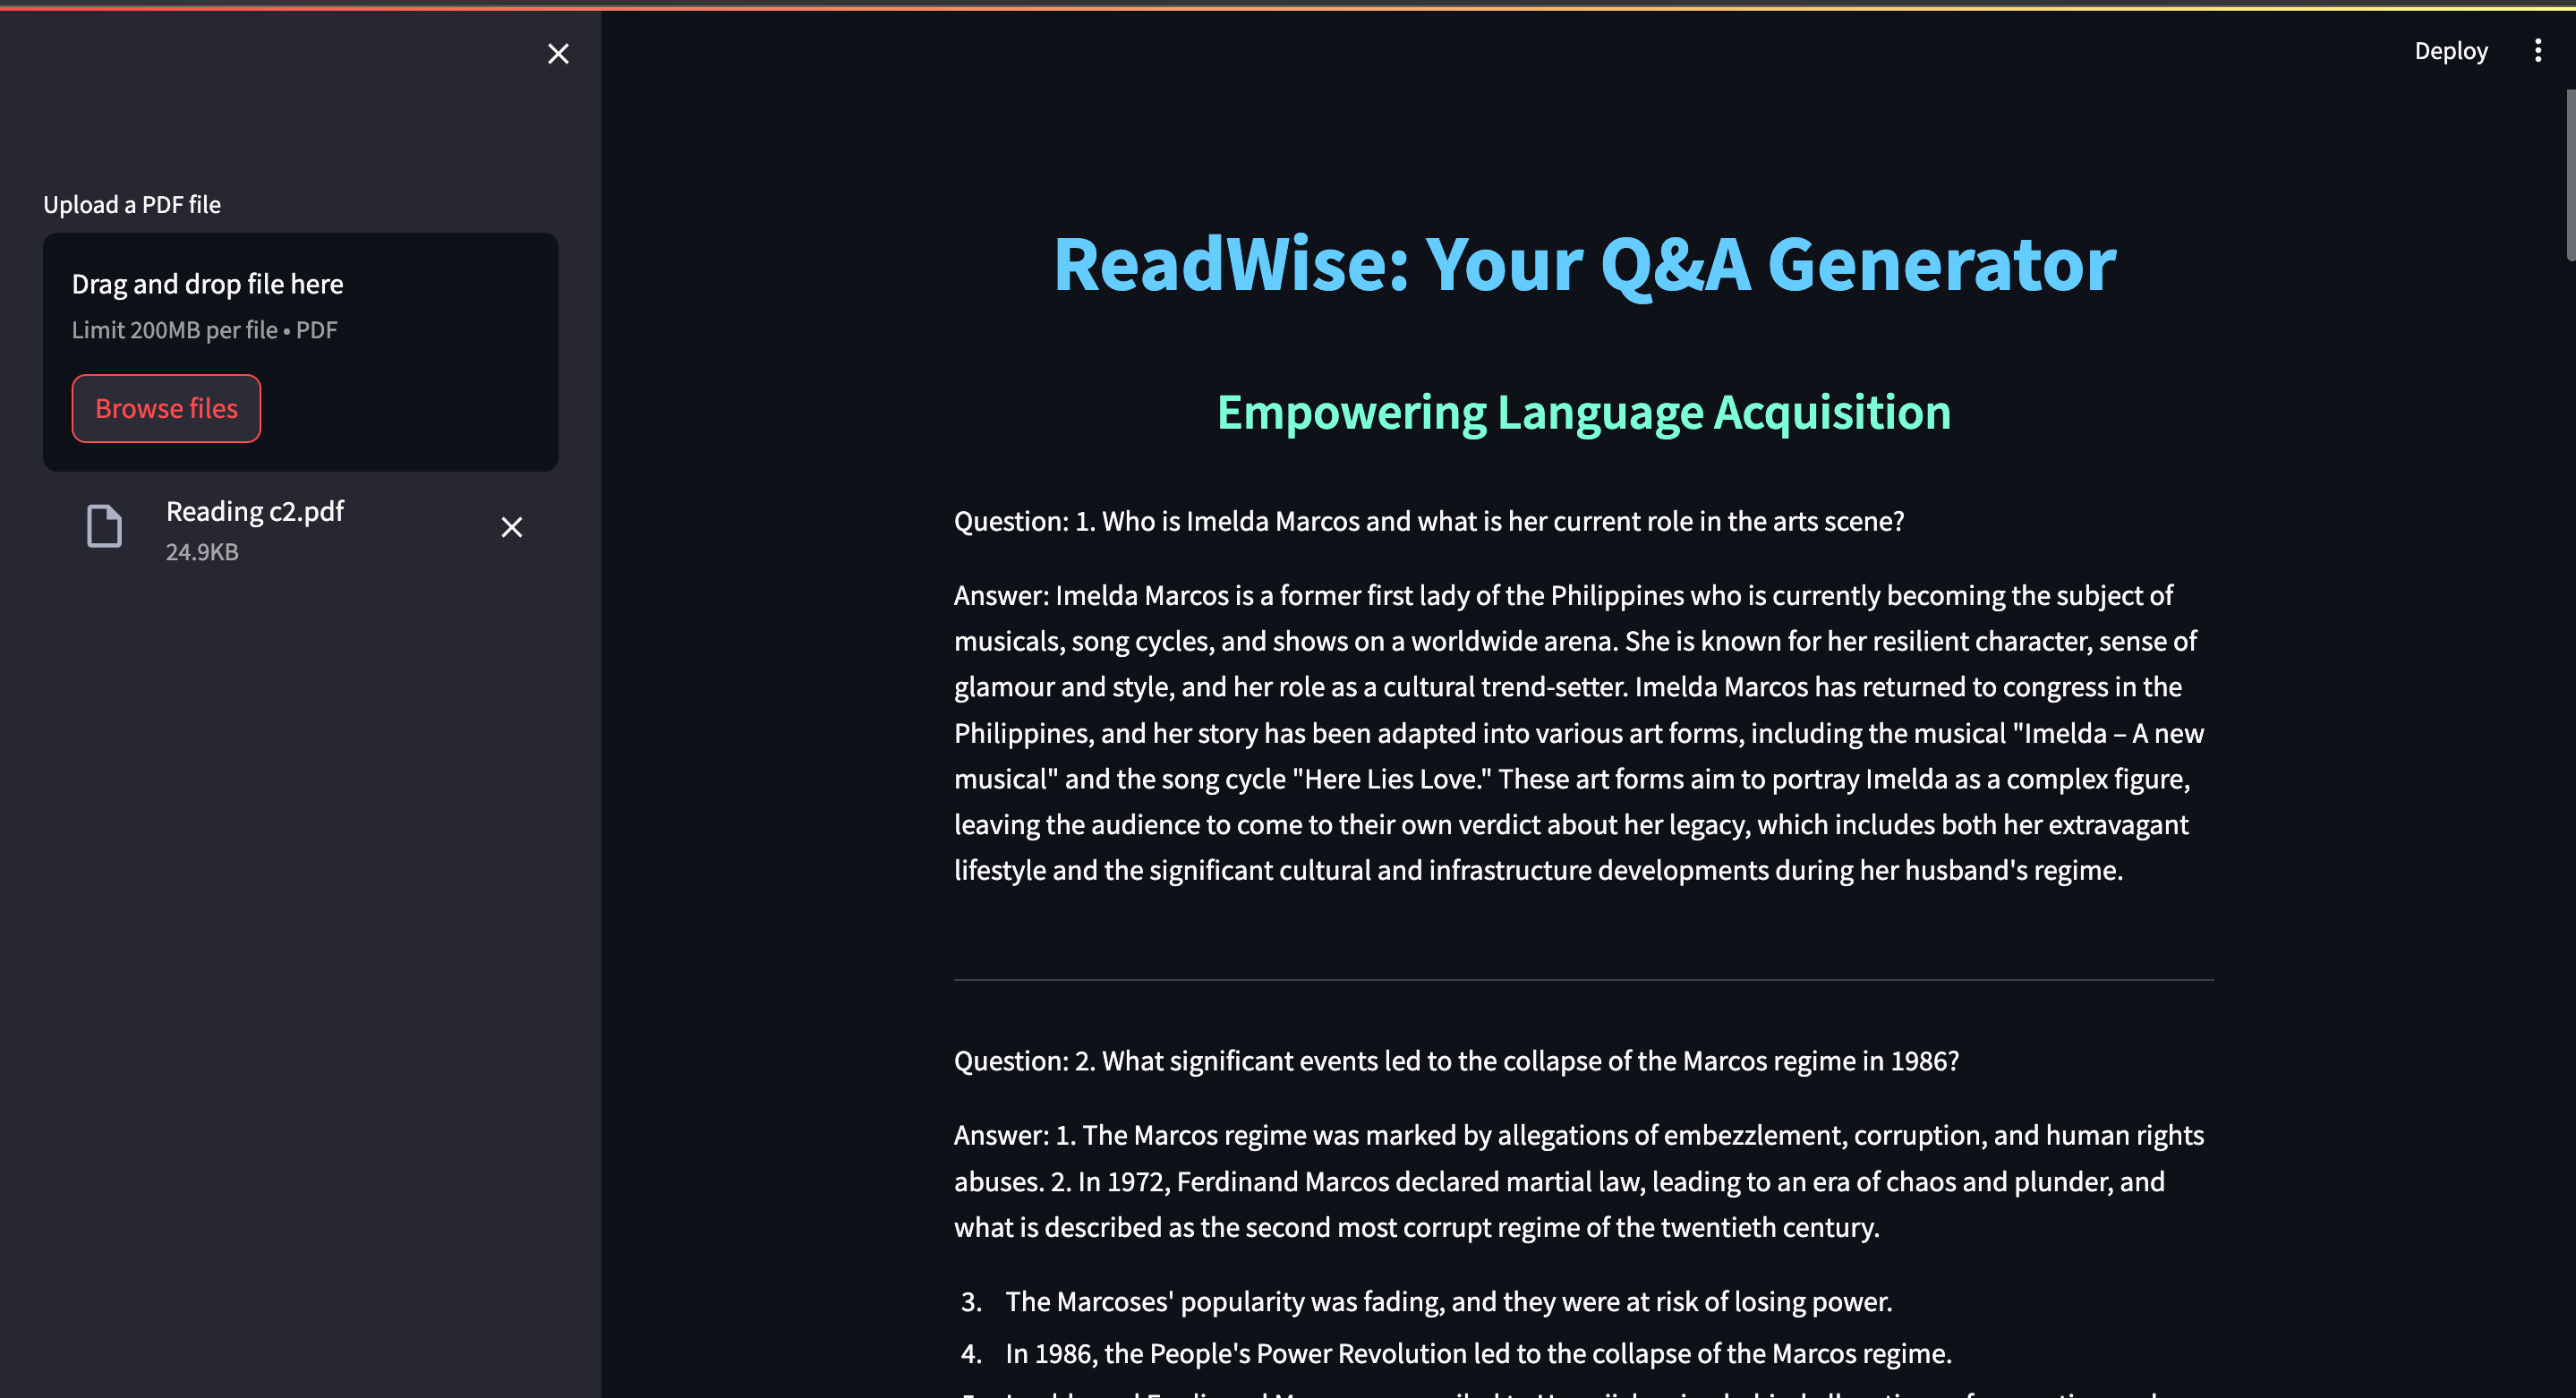 Deploy
Upload a PDF file
Drag and drop file here
Limit 200MB per file • PDF
Browse files
Reading c2.pdf
24.9KB
ReadWise: Your Q&A Generator
Empowering Language Acquisition
Question: 1. Who is Imelda Marcos and what is her current role in the arts scene?
Answer: Imelda Marcos is a former first lady of the Philippines who is currently becoming the subject of
musicals, song cycles, and shows on a worldwide arena. She is known for her resilient character, sense of
glamour and style, and her role as a cultural trend-setter. Imelda Marcos has returned to congress in the
Philippines, and her story has been adapted into various art forms, including the musical "Imelda – A new
musical" and the song cycle "Here Lies Love." These art forms aim to portray Imelda as a complex figure,
leaving the audience to come to their own verdict about her legacy, which includes both her extravagant
lifestyle and the significant cultural and infrastructure developments during her husband's regime.
Question: 2. What significant events led to the collapse of the Marcos regime in 1986?
Answer: 1. The Marcos regime was marked by allegations of embezzlement, corruption, and human rights
abuses. 2. In 1972, Ferdinand Marcos declared martial law, leading to an era of chaos and plunder, and
what is described as the second most corrupt regime of the twentieth century.
3. The Marcoses' popularity was fading, and they were at risk of losing power.
4. In 1986, the People's Power Revolution led to the collapse of the Marcos regime.